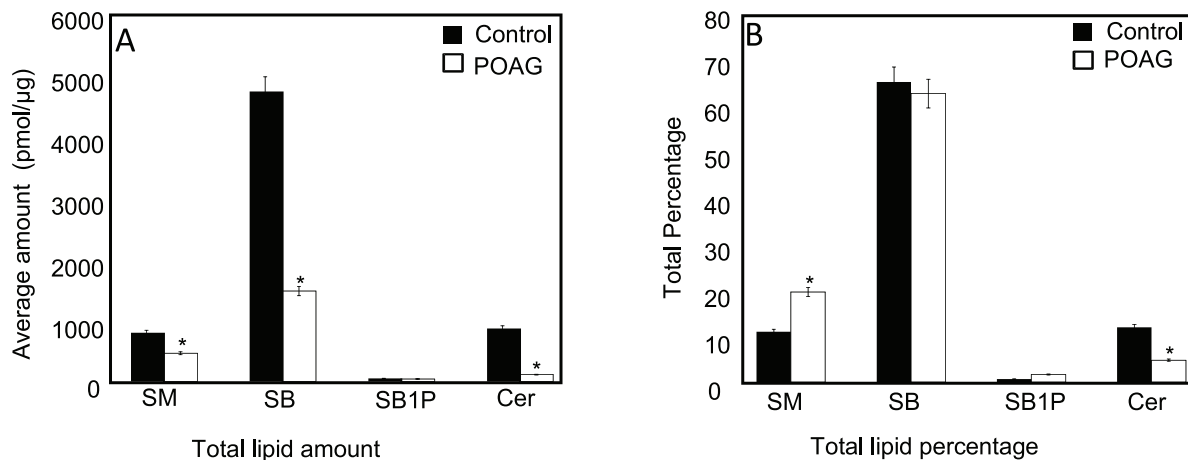 A
Control
POAG
Average amount (pmol/µg)
6000
5000
4000
3000
2000
1000
0
*
*
*
SM
SB
SB1P
Cer
Total lipid amount
B
Control
POAG
Total Percentage
80
70
60
50
40
30
20
10
0
*
*
SM
SB
SB1P
Cer
Total lipid percentage